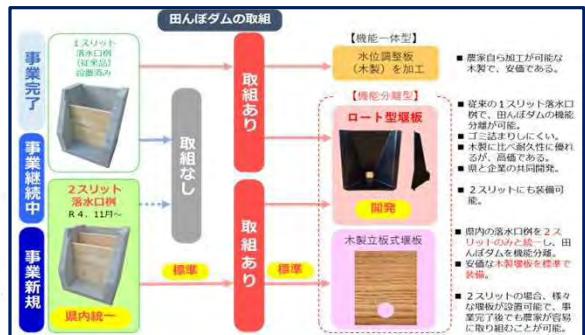 田んぼダムの取組
事業完了
事業継続中
事業新規
1スリット
落水口桝
(従来品)
設置済み
2スリット
落水口桝
R4.11月~
県内統一
取組なし
取組あり
取組あり
標準
標準
【機能一体型】
水位調整板
(木製)を加工
【機能分離型】
ロート型堰板
開発
木製立板式堰板
■ 農家自ら加工が可能な
木製で、安価である。
■ 従来の1スリット落水口
桝で、田んぼダムの機能
分離が可能。
■ ゴミ詰まりしにくい。
■ 木製に比べ耐久性に優れ
るが、高価である。
■ 県と企業の共同開発。
■ 2スリットにも装備可
能。
■ 県内の落水口桝を2ス
リットのみと統一し、田
んぼダムを機能分離。
■ 安価な木製堰板を標準で
装備。
■ 2スリットの場合、様々
な堰板が設置可能で、事
業完了後でも農家が容易
に取り組むことが可能。